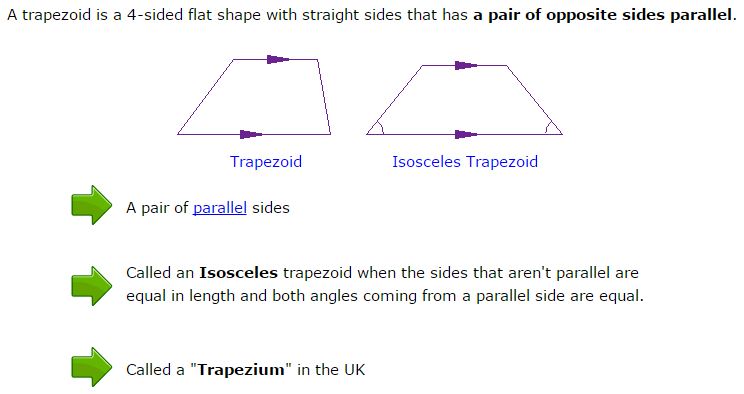 A trapezoid is a 4-sided flat shape with straight sides that has a pair of opposite sides parallel.
Trapezoid
Isosceles Trapezoid
A pair of parallel sides
Called an Isosceles trapezoid when the sides that aren't parallel are
equal in length and both angles coming from a parallel side are equal.
Called a "Trapezium" in the UK